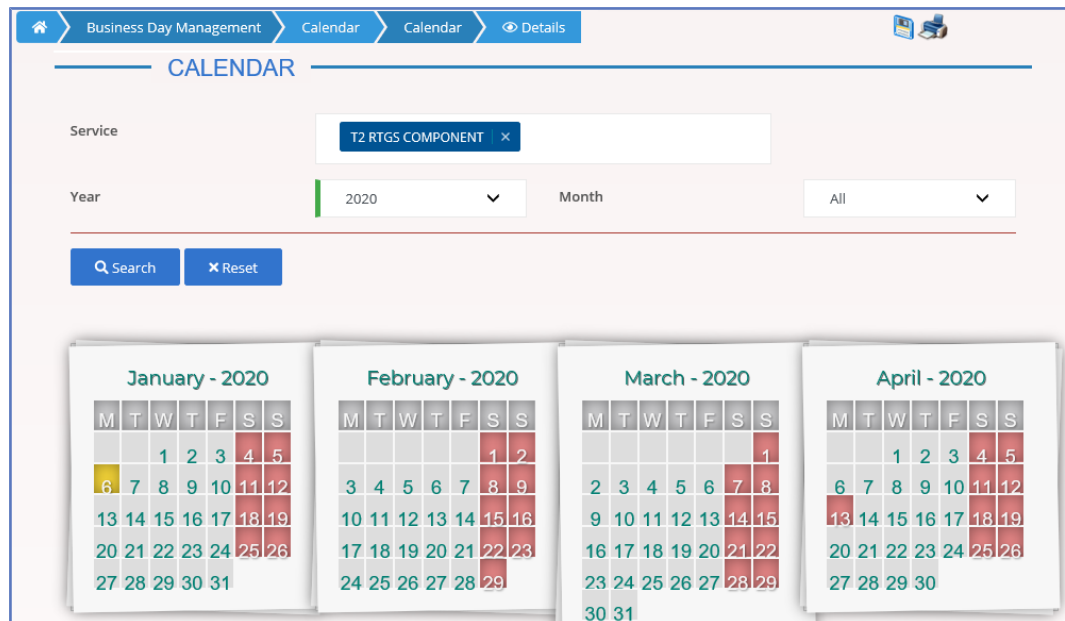 Business Day Management Calendar Calendar Details
CALENDAR
Service
T2 RTGS COMPONENT ×
Year
2020
Month
All
Search
Reset
January - 2020
M T W T F S S
1 2 3 4 5
6 7 8 9 10 11 12
13 14 15 16 17 18 19
20 21 22 23 24 25 26
27 28 29 30 31
February - 2020
M T W T F S S
1 2
3 4 5 6 7 8 9
10 11 12 13 14 15 16
17 18 19 20 21 22 23
24 25 26 27 28 29
March - 2020
M T W T F S S
1
2 3 4 5 6 7 8
9 10 11 12 13 14 15
16 17 18 19 20 21 22
23 24 25 26 27 28 29
30 31
April - 2020
M T W T F S S
1 2 3 4 5
6 7 8 9 10 11 12
13 14 15 16 17 18 19
20 21 22 23 24 25 26
27 28 29 30